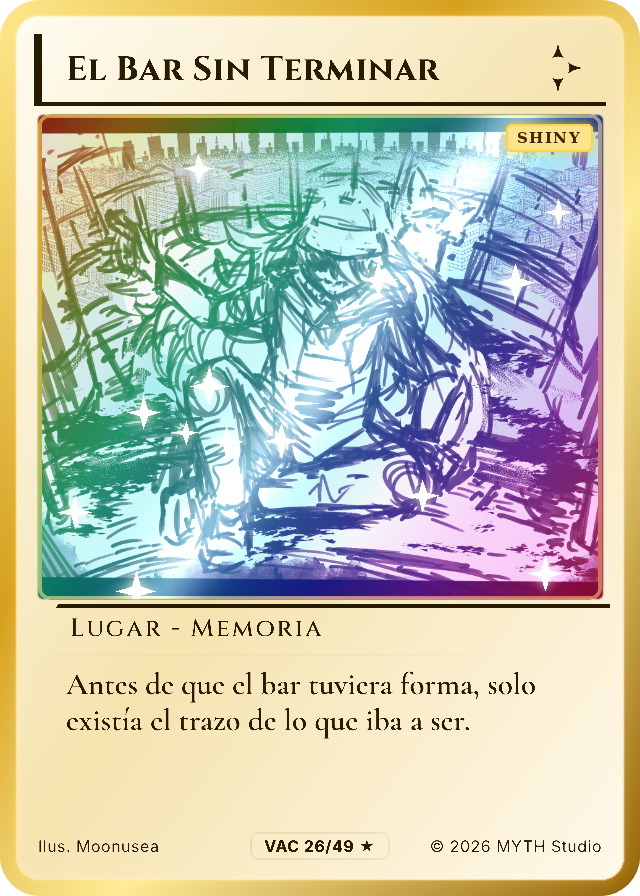 El Bar Sin Terminar
SHINY
Lugar - Memoria
Antes de que el bar tuviera forma, solo
existía el trazo de lo que iba a ser.
Ilus. Moonusea
VAC 26/49 ★
© 2026 MYTH Studio